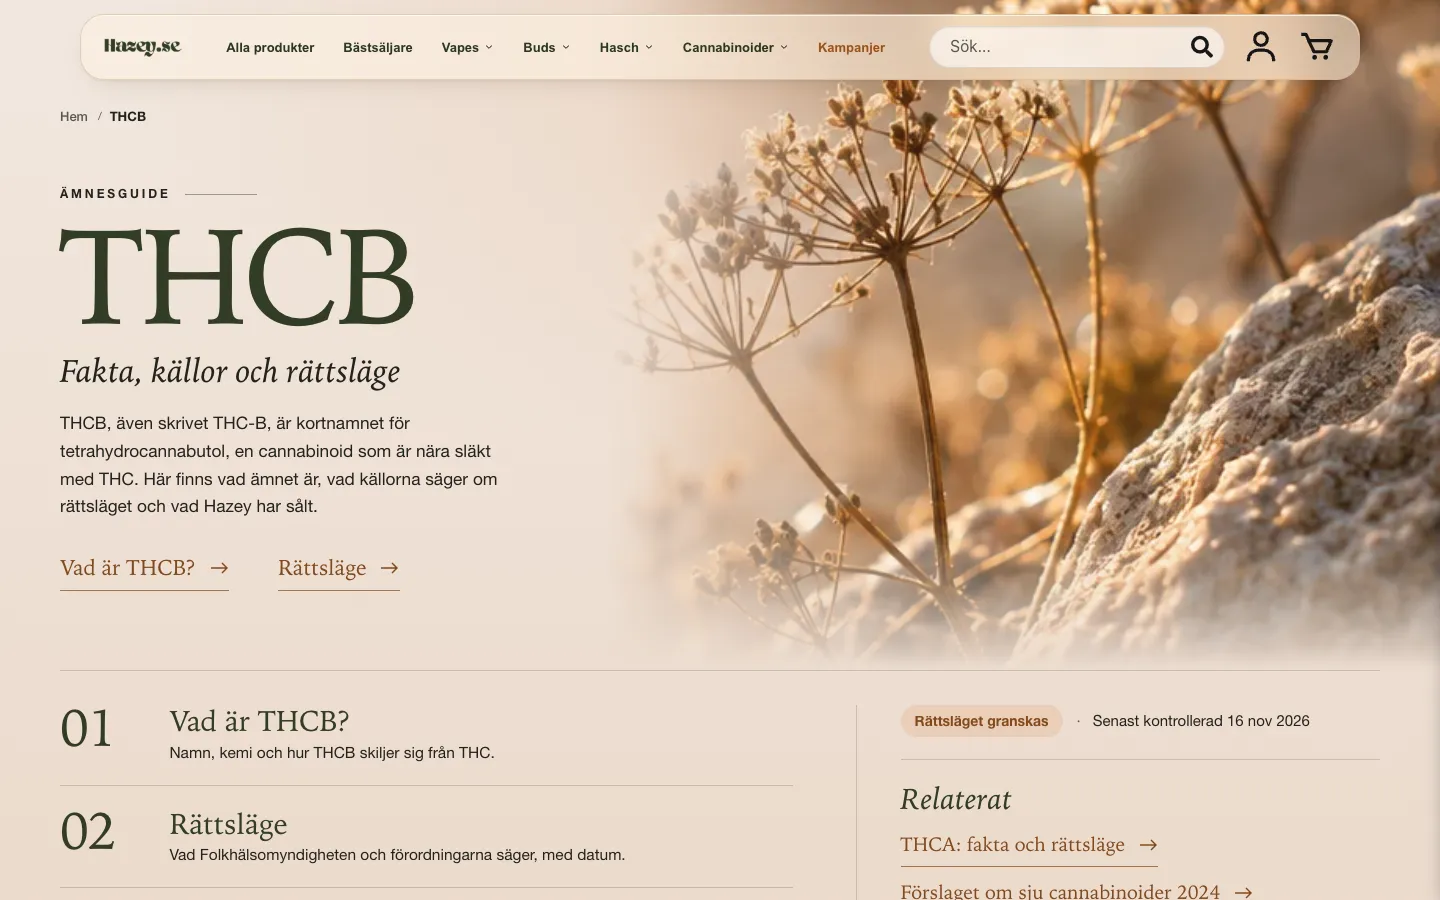 Hazey.se
Alla produkter
Bästsäljare
Vapes
Buds
Hasch
Cannabinoider
Kampanjer
Sök...
Hem / THCB
ÄMNESGUIDE
THCB
Fakta, källor och rättsläge
THCB, även skrivet THC-B, är kortnamnet för
tetrahydrocannabutol, en cannabinoid som är nära släkt
med THC. Här finns vad ämnet är, vad källorna säger om
rättsläget och vad Hazey har sålt.
Vad är THCB? →
Rättsläge →
01
Vad är THCB?
Namn, kemi och hur THCB skiljer sig från THC.
02
Rättsläge
Vad Folkhälsomyndigheten och förordningarna säger, med datum.
Rättsläget granskas · Senast kontrollerad 16 nov 2026
Relaterat
THCA: fakta och rättsläge →
Förslaget om sju cannabinoider 2024 →